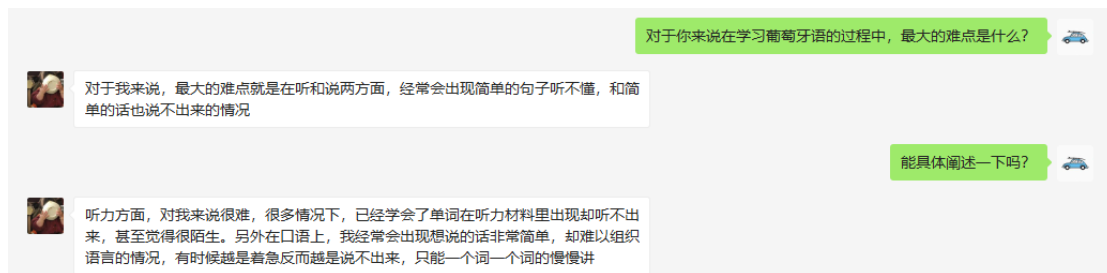 对于你来说在学习葡萄牙语的过程中，最大的难点是什么？
对于我来说，最大的难点就是在听和说两方面，经常会出现简单的句子听不懂，和简
单的话也说不出来的情况
能具体阐述一下吗？
听力方面，对我来说很难，很多情况下，已经学会了单词在听力材料里出现却听不出
来，甚至觉得很陌生。另外在口语上，我经常会出现想说的话非常简单，却难以组织
语言的情况，有时候越是着急反而越是说不出来，只能一个词一个词的慢慢讲